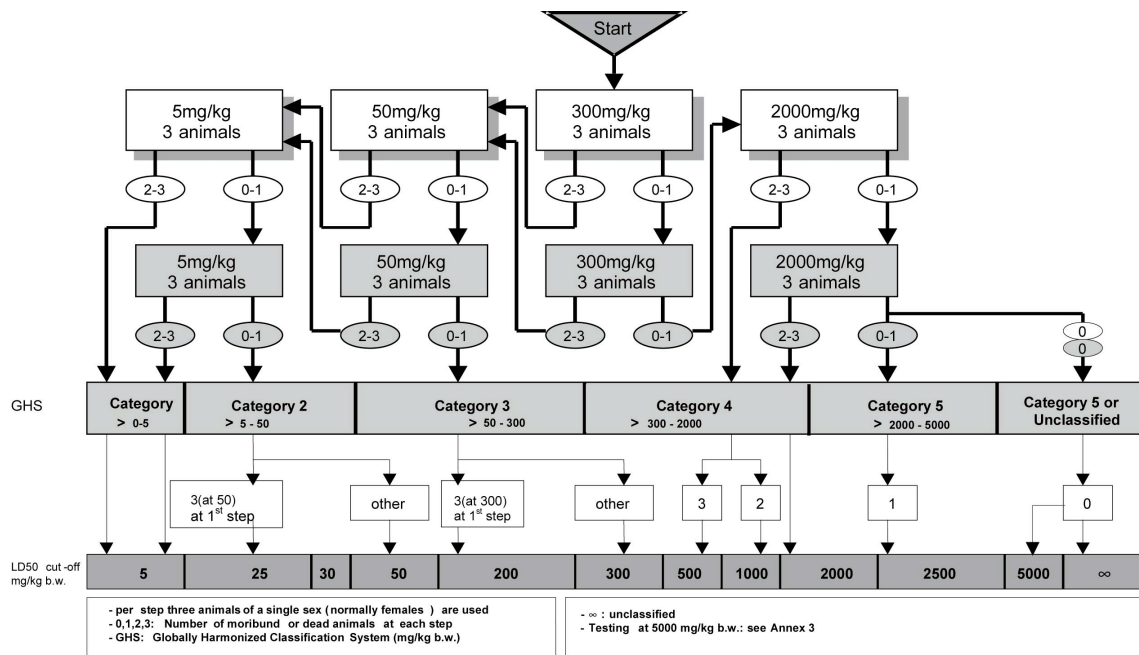 Start
5mg/kg
3 animals
50mg/kg
3 animals
300mg/kg
3 animals
2000mg/kg
3 animals
2-3
0-1
2-3
0-1
2-3
0-1
2-3
0-1
5mg/kg
3 animals
50mg/kg
3 animals
300mg/kg
3 animals
2000mg/kg
3 animals
2-3
0-1
2-3
0-1
2-3
0-1
2-3
0-1
0
0
GHS
Category
> 0-5
Category 2
> 5 - 50
Category 3
> 50 - 300
Category 4
> 300 - 2000
Category 5
> 2000 - 5000
Category 5 or
Unclassified
3(at 50)
at 1st step
other
3(at 300)
at 1st step
other
3
2
1
0
LD50 cut-off
mg/kg b.w.
5
25
30
50
200
300
500
1000
2000
2500
5000
∞
- per step three animals of a single sex (normally females ) are used
- 0,1,2,3: Number of moribund or dead animals at each step
- GHS: Globally Harmonized Classification System (mg/kg b.w.)
- ∞ : unclassified
- Testing at 5000 mg/kg b.w.: see Annex 3